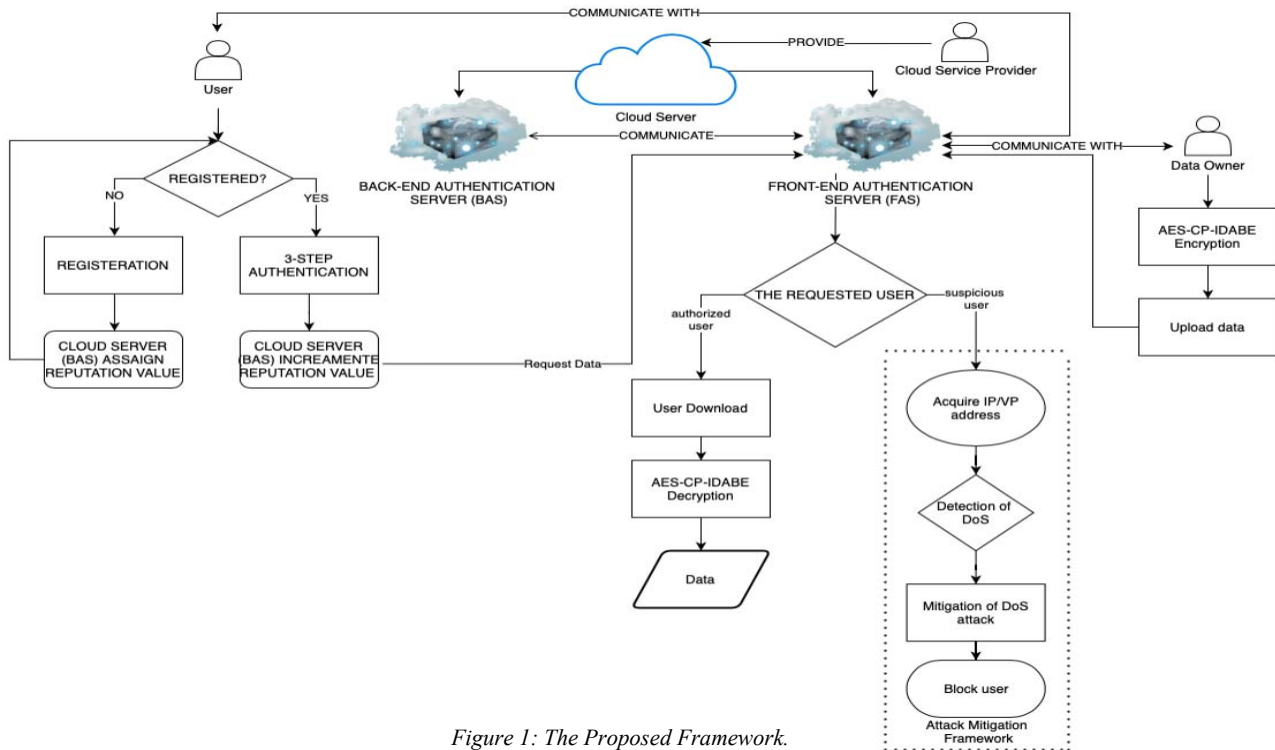 COMMUNICATE WITH
PROVIDE
Cloud Service Provider
User
Cloud Server
COMMUNICATE
COMMUNICATE WITH
Data Owner
REGISTERED?
BACK-END AUTHENTICATION
SERVER (BAS)
FRONT-END AUTHENTICATION
SERVER (FAS)
NO
YES
REGISTERATION
3-STEP
AUTHENTICATION
AES-CP-IDABE
Encryption
THE REQUESTED USER
authorized
user
suspicious
user
Upload data
CLOUD SERVER
(BAS) ASSAIGN
REPUTATION VALUE
CLOUD SERVER
(BAS) INCREAMENTE
REPUTATION VALUE
Request Data
User Download
Acquire IP/VP
address
AES-CP-IDABE
Decryption
Detection of
DoS
Data
Mitigation of DoS
attack
Block user
Attack Mitigation
Framework
Figure 1: The Proposed Framework.